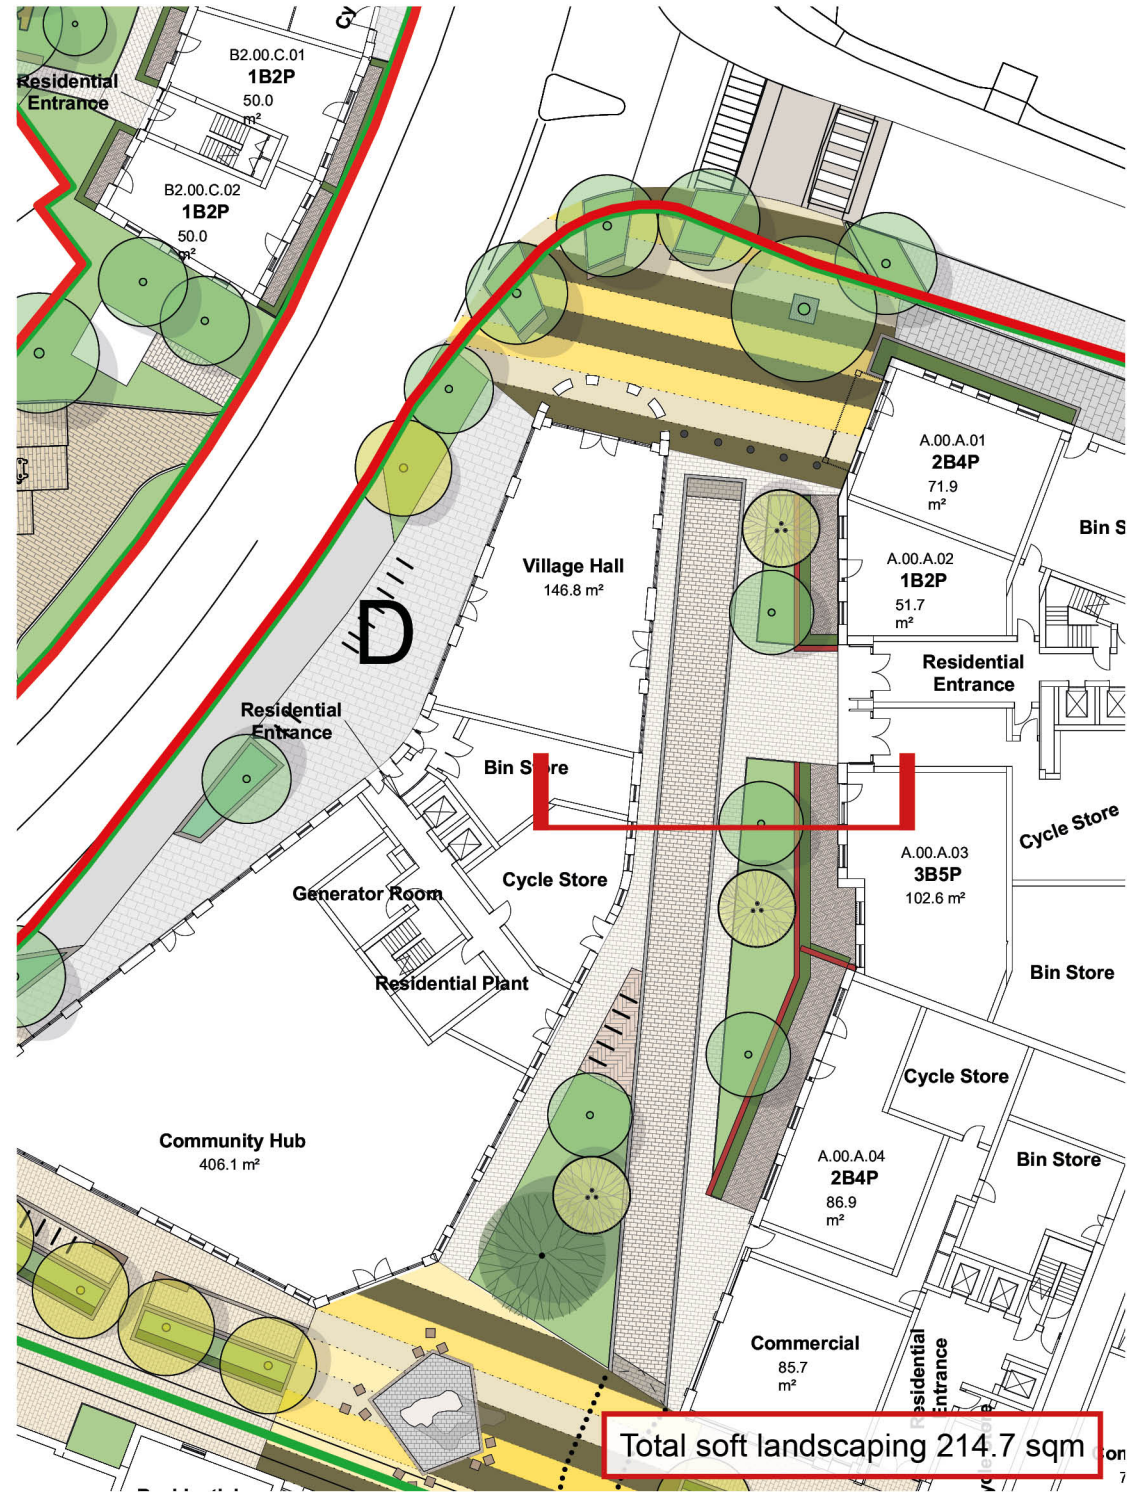 Cy
B2.00.C.01
1B2P
50.0
m²
Residential
Entrance
B2.00.C.02
1B2P
50.0
m²
A.00.A.01
2B4P
71.9
m²
Bin S
Village Hall
146.8 m²
A.00.A.02
1B2P
51.7
m²
D
Residential
Entrance
Residential
Entrance
Bin Store
Cycle Store
A.00.A.03
3B5P
102.6 m²
Cycle Store
Generator Room
Bin Store
Residential Plant
Cycle Store
Community Hub
406.1 m²
A.00.A.04
2B4P
86.9
m²
Bin Store
Commercial
85.7
m²
Residential
Entrance
Total soft landscaping 214.7 sqm